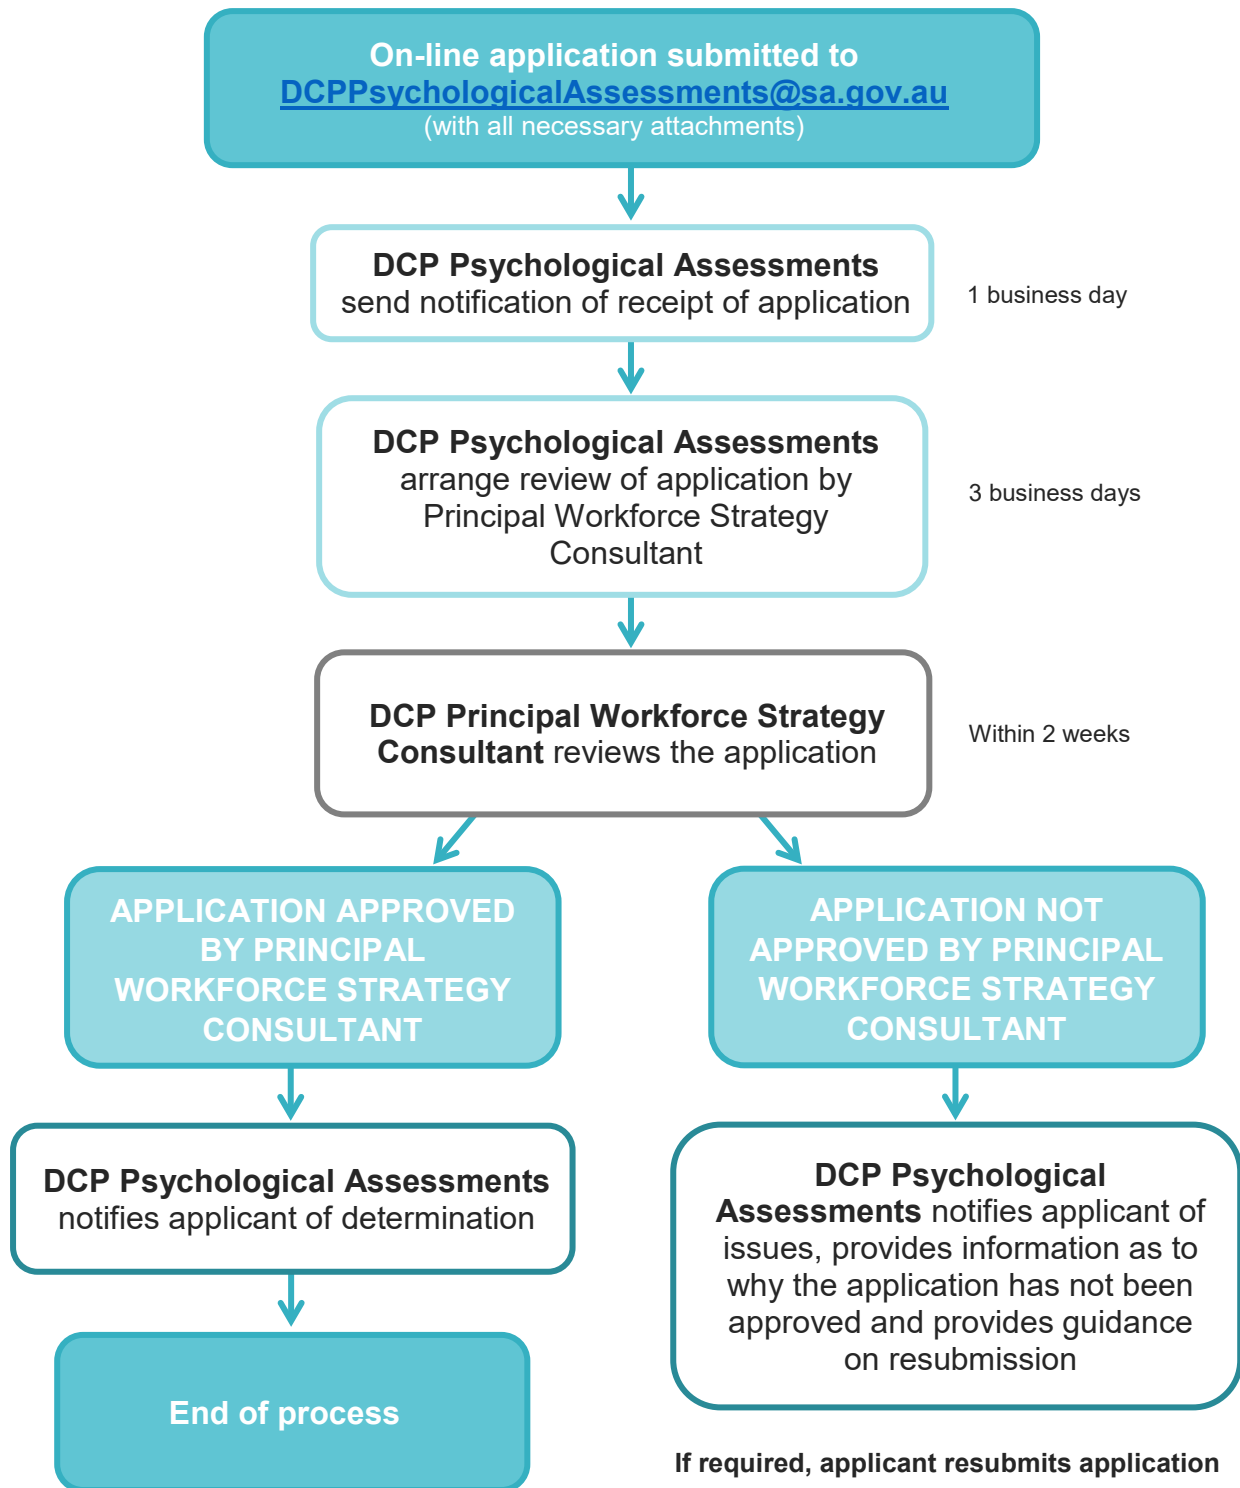 On-line application submitted to
DCPPsychologicalAssessments@sa.gov.au
(with all necessary attachments)
DCP Psychological Assessments
send notification of receipt of application
1 business day
DCP Psychological Assessments
arrange review of application by
Principal Workforce Strategy
Consultant
3 business days
DCP Principal Workforce Strategy
Consultant reviews the application
Within 2 weeks
APPLICATION APPROVED
BY PRINCIPAL
WORKFORCE STRATEGY
CONSULTANT
APPLICATION NOT
APPROVED BY PRINCIPAL
WORKFORCE STRATEGY
CONSULTANT
DCP Psychological Assessments
notifies applicant of determination
DCP Psychological
Assessments notifies applicant of
issues, provides information as to
why the application has not been
approved and provides guidance
on resubmission
End of process
If required, applicant resubmits application